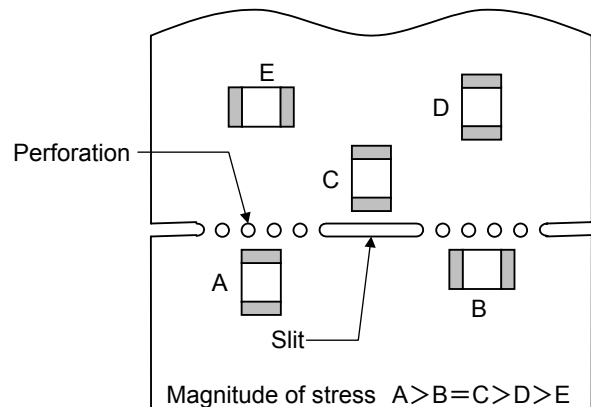 E
D
Perforation
C
A
B
Slit
Magnitude of stress A>B=C>D>E